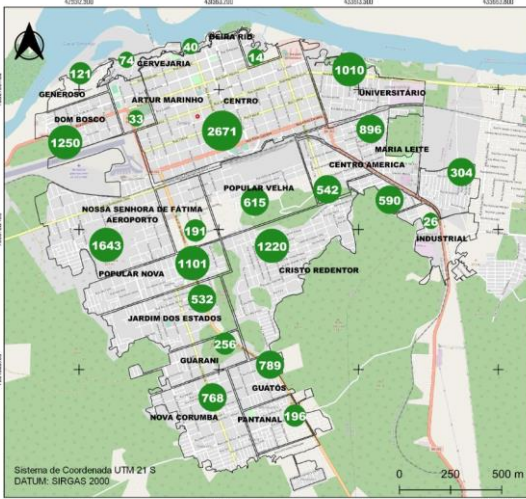 BEIRA RIO
40
14
74
CERVEJARIA
121
1010
GENEROSO
UNIVERSITÁRIO
ARTUR MARINHO
CENTRO
DOM BOSCO
33
2671
896
1250
MARIA LEITE
CENTRO AMERICA
304
POPULAR VELHA
542
615
590
NOSSA SENHORA DE FÁTIMA
AEROPORTO
191
26
1643
1220
INDUSTRIAL
1101
POPULAR NOVA
CRISTO REDENTOR
532
JARDIM DOS ESTADOS
256
GUARANI
789
GUATÓS
768
NOVA CORUMBA
PANTANAL
196
Sistema de Coordenada UTM 21 S
DATUM: SIRGAS 2000
0 250 500 m